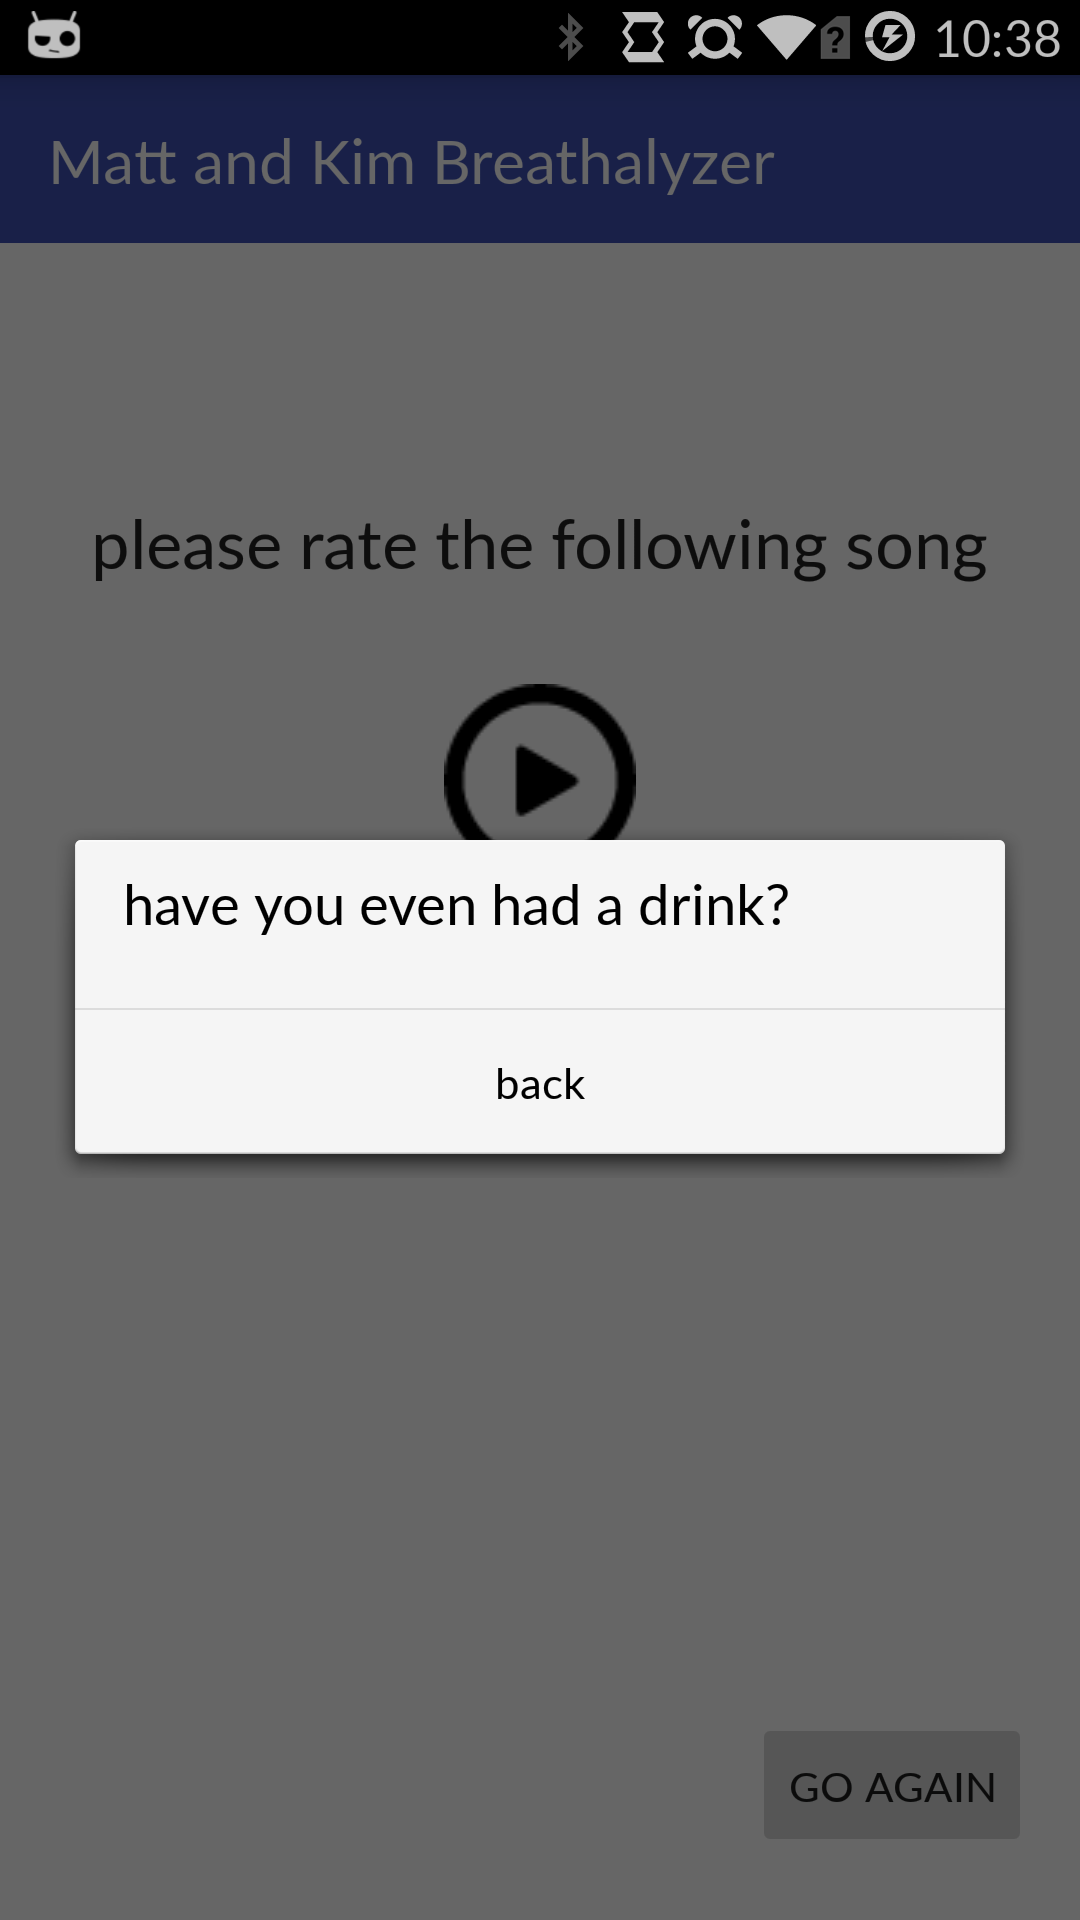 10:38
Matt and Kim Breathalyzer
please rate the following song
have you even had a drink?
back
GO AGAIN